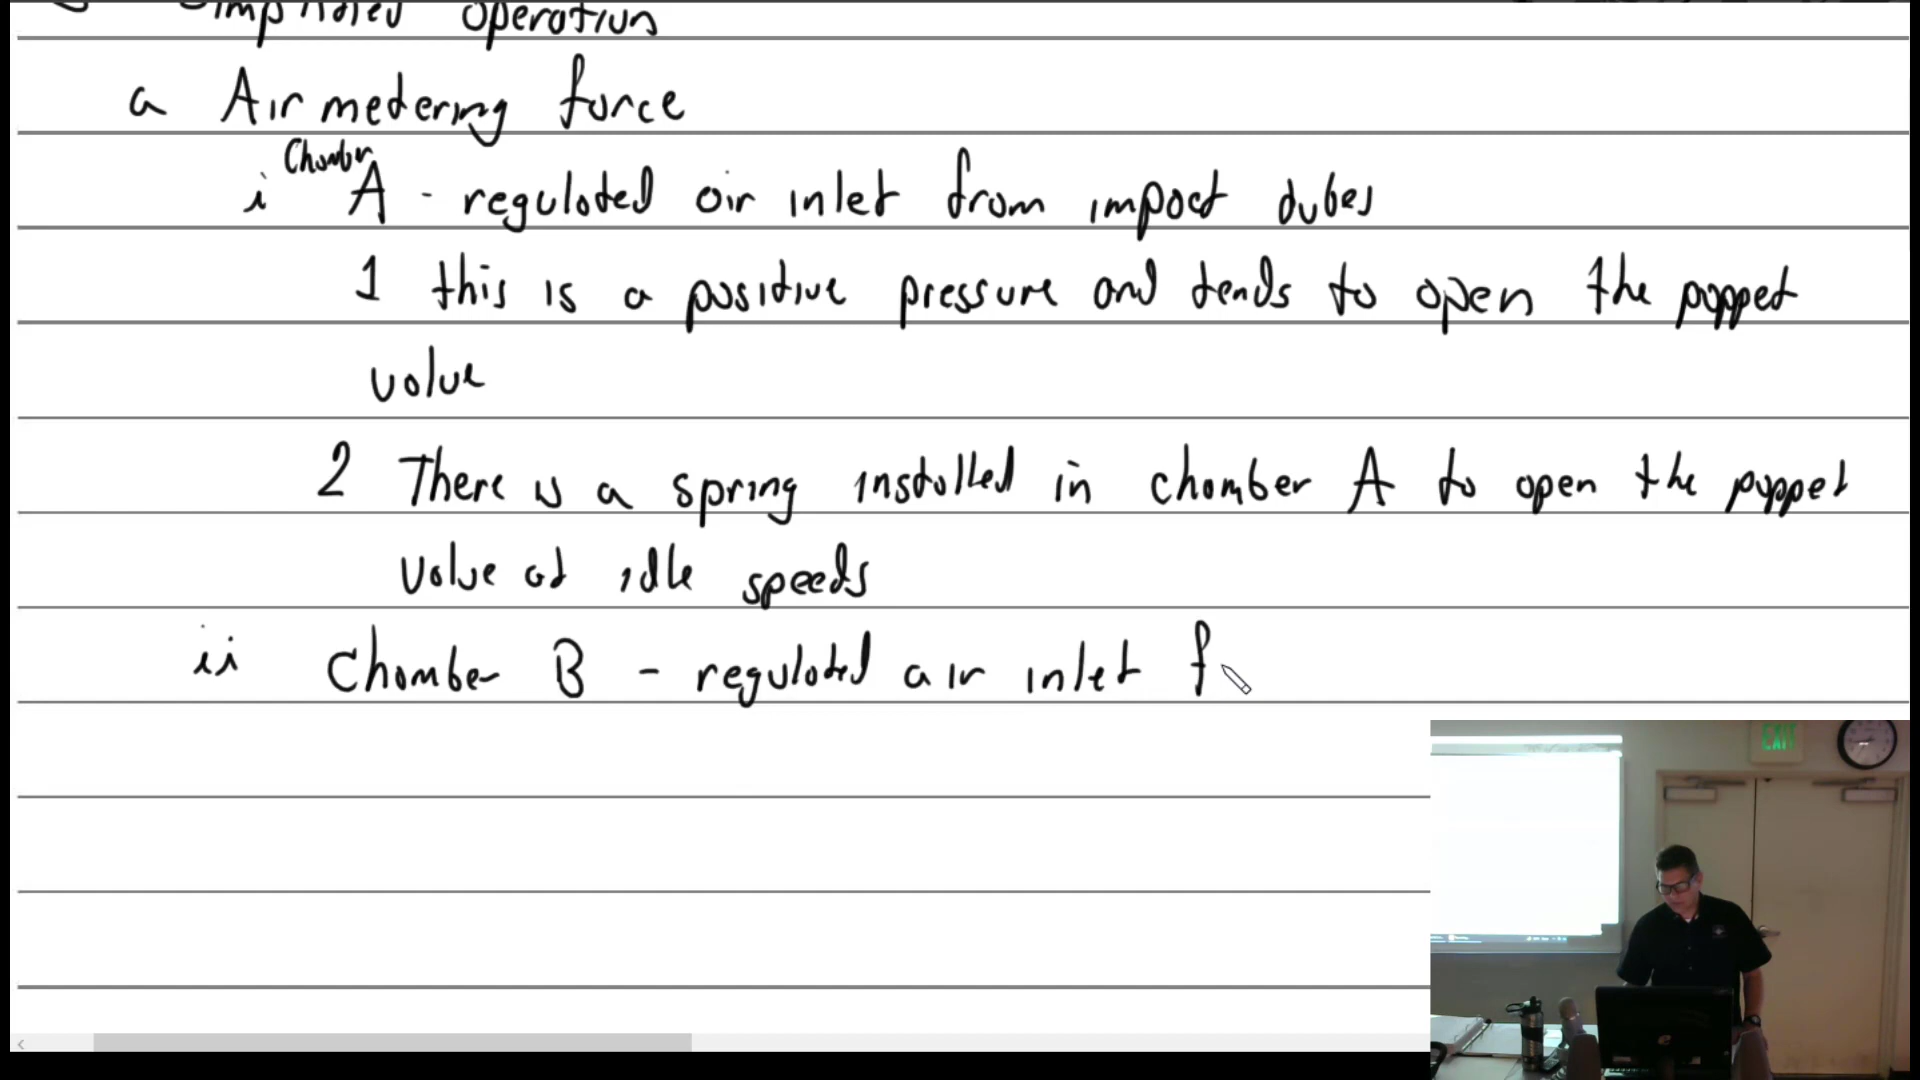 Simplified operation
a Air metering force
i Chamber A - regulated air inlet from impact tubes
1 this is a positive pressure and tends to open the poppet
valve
2 There is a spring installed in chamber A to open the poppet
valve at idle speeds
ii Chamber B - regulated air inlet f
EXIT